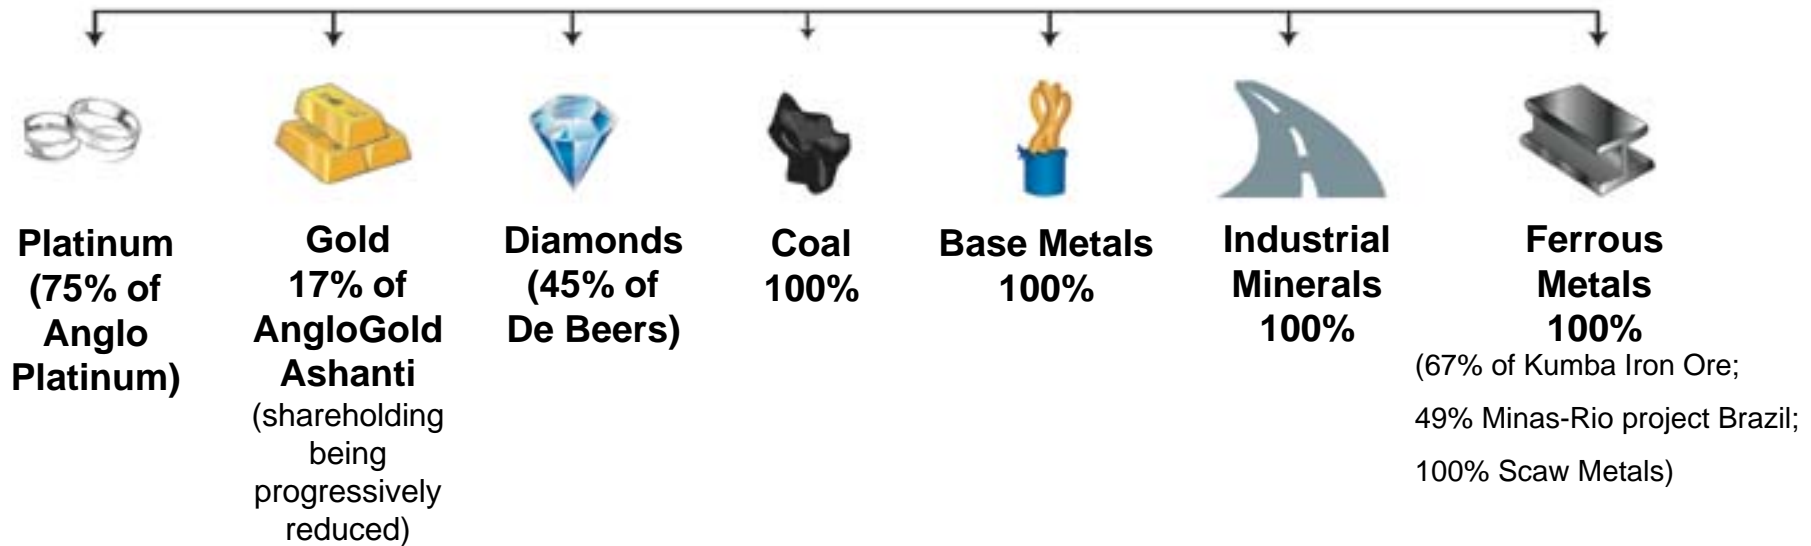 Platinum
(75% of
Anglo
Platinum)
Gold
17% of
AngloGold
Ashanti
(shareholding
being
progressively
reduced)
Diamonds
(45% of
De Beers)
Coal
100%
Base Metals
100%
Industrial
Minerals
100%
Ferrous
Metals
100%
(67% of Kumba Iron Ore;
49% Minas-Rio project Brazil;
100% Scaw Metals)